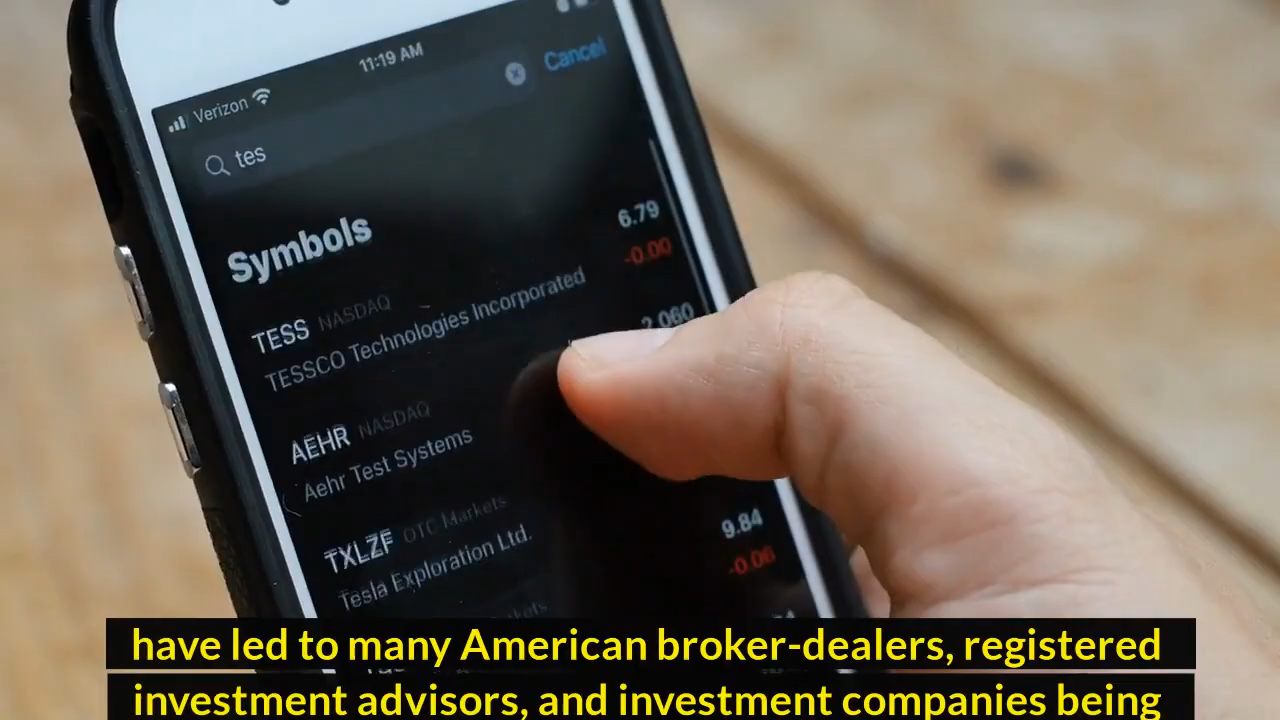 11:19 AM
Verizon
Cancel
tes
Symbols
6.79
-0.00
TESS NASDAQ
TESSCO Technologies Incorporated
2.060
AEHR NASDAQ
Aehr Test Systems
TXLZF OTC Markets
Tesla Exploration Ltd.
9.84
-0.06
have led to many American broker-dealers, registered
investment advisors, and investment companies being